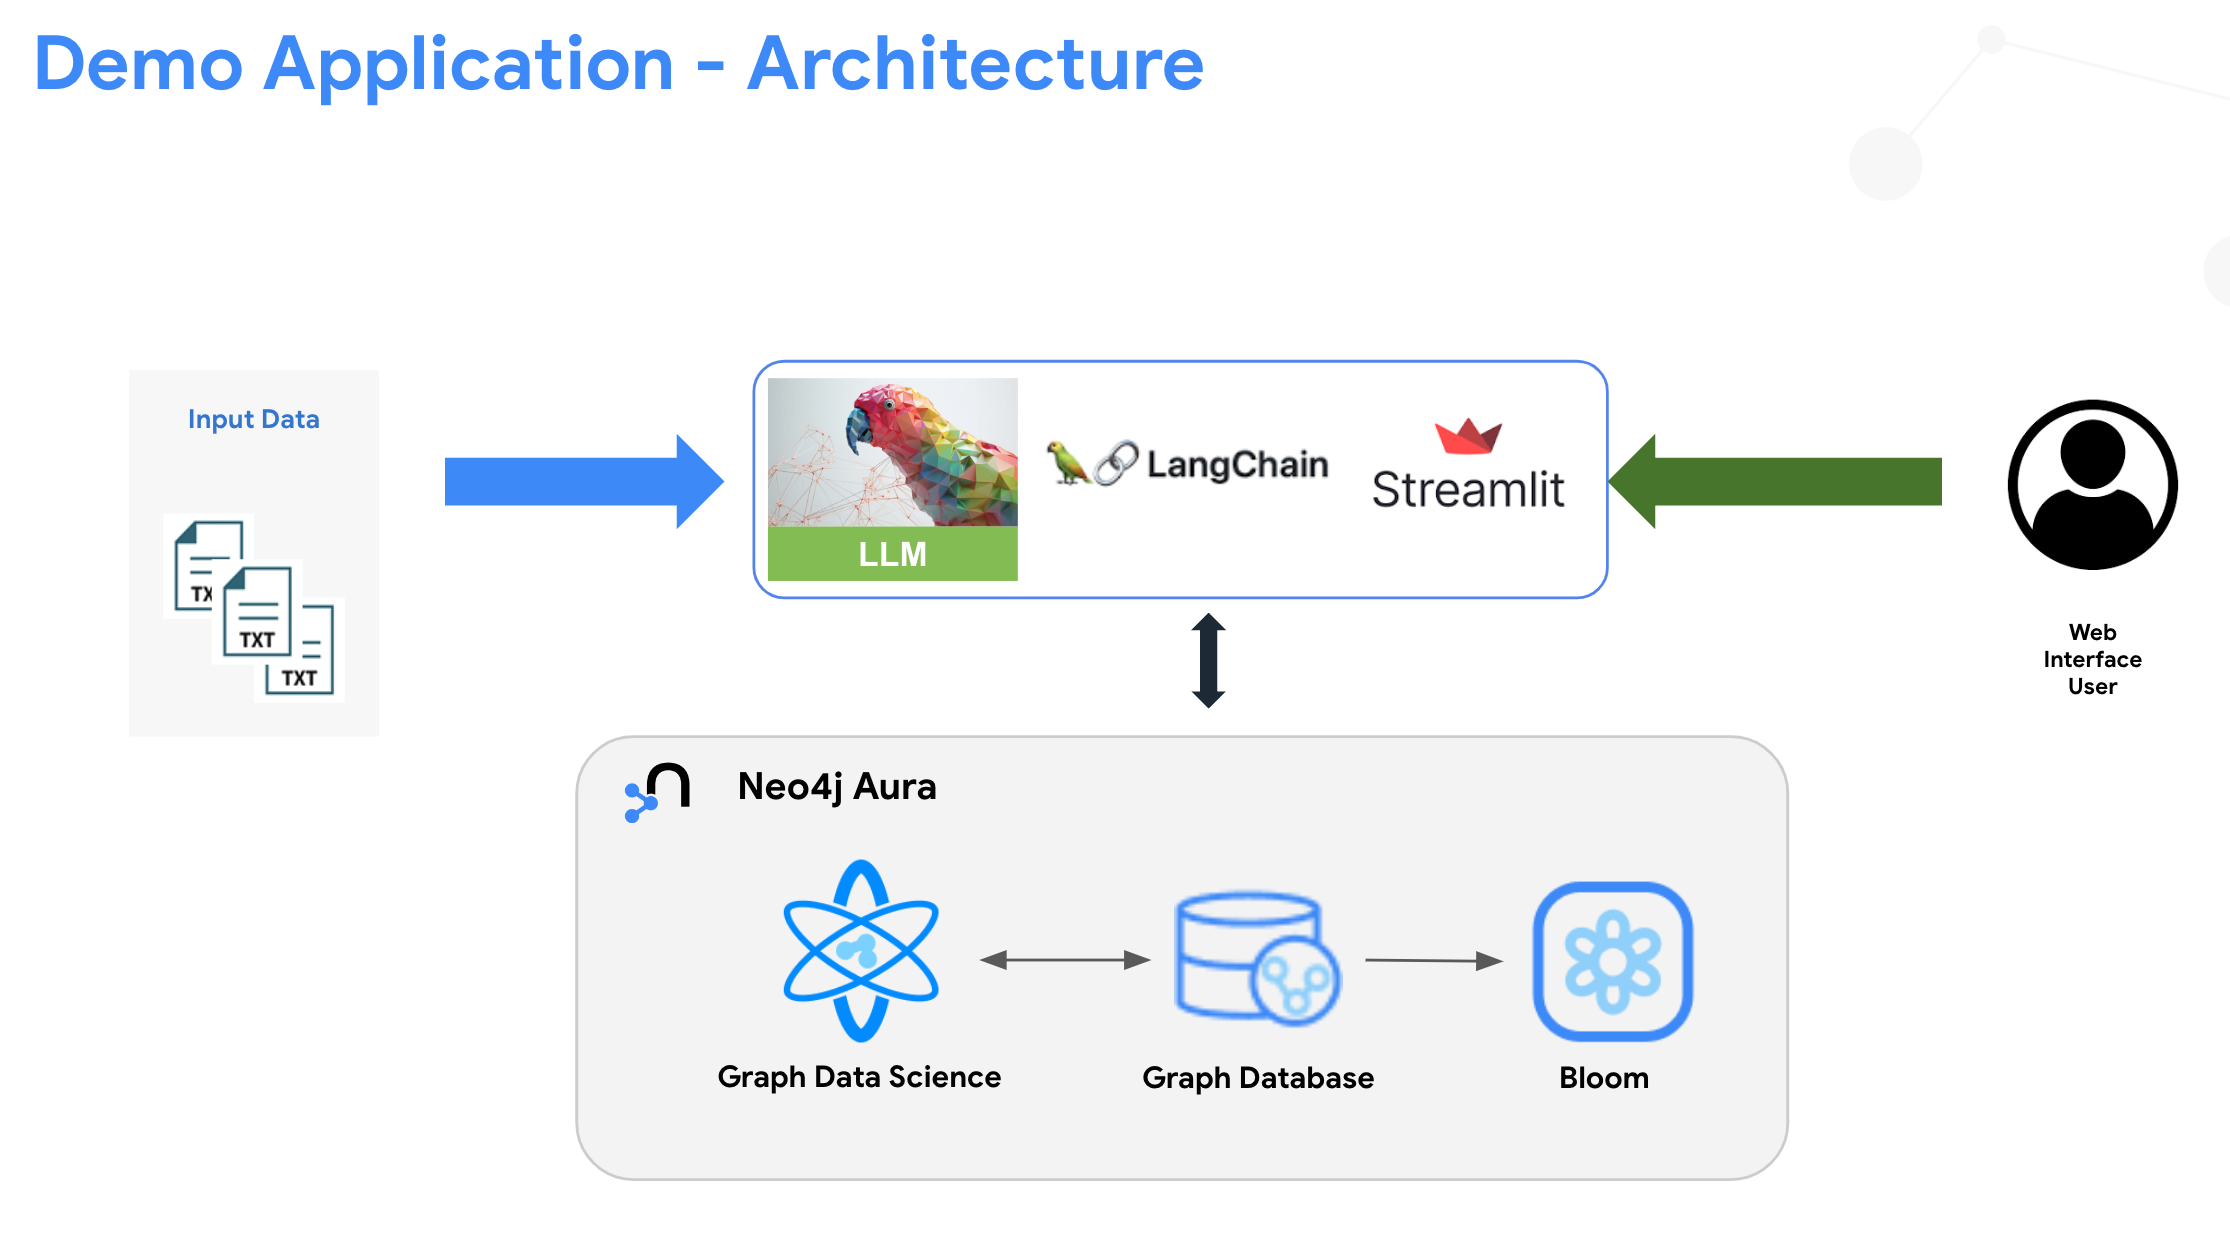 Demo Application - Architecture
Input Data
TX
TXT
TXT
LLM
LangChain
Streamlit
Web
Interface
User
Neo4j Aura
Graph Data Science
Graph Database
Bloom